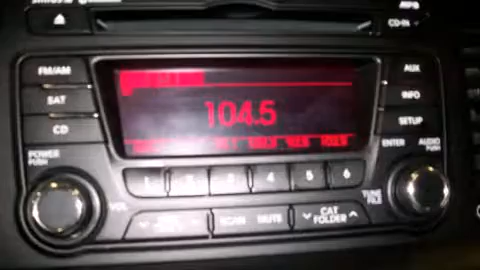 MP3
CD-IN
FM/AM
AUX
SAT
INFO
CD
SETUP
104.5
POWER
PUSH
ENTER
AUDIO
PUSH
1 2 3 4 5 6
VOL
TUNE
FILE
SCAN MUTE
CAT
FOLDER